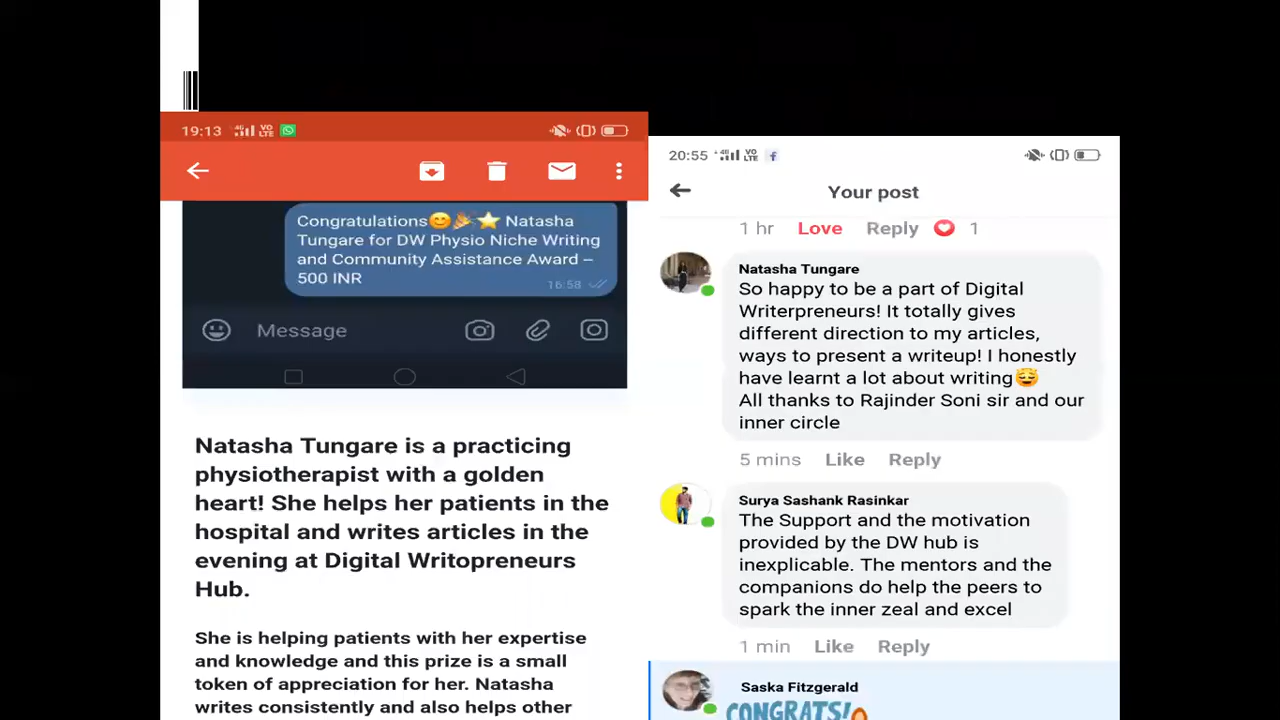 19:13 4G VO LTE
Congratulations😊🎉⭐ Natasha
Tungare for DW Physio Niche Writing
and Community Assistance Award –
500 INR
16:58
Message
Natasha Tungare is a practicing
physiotherapist with a golden
heart! She helps her patients in the
hospital and writes articles in the
evening at Digital Writopreneurs
Hub.
She is helping patients with her expertise
and knowledge and this prize is a small
token of appreciation for her. Natasha
writes consistently and also helps other
20:55 4G VO LTE
Your post
1 hr Love Reply 1
Natasha Tungare
So happy to be a part of Digital
Writerpreneurs! It totally gives
different direction to my articles,
ways to present a writeup! I honestly
have learnt a lot about writing😌
All thanks to Rajinder Soni sir and our
inner circle
5 mins Like Reply
Surya Sashank Rasinkar
The Support and the motivation
provided by the DW hub is
inexplicable. The mentors and the
companions do help the peers to
spark the inner zeal and excel
1 min Like Reply
Saska Fitzgerald
CONGRATS!